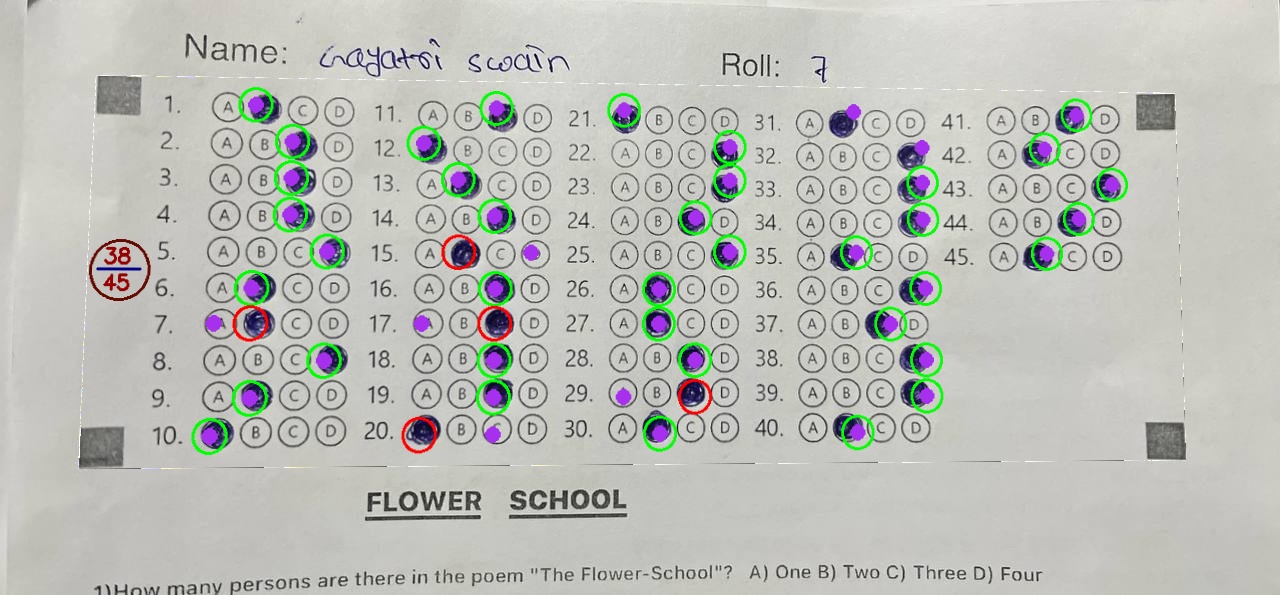 Name: Gayatri swain Roll: 7
1. A C D 11. A B D 21. B C D 31. A C D 41. A B D
2. A B D 12. B C D 22. A B C 32. A B C 42. A C D
3. A B D 13. A C D 23. A B C 33. A B C 43. A B C
4. A B D 14. A B D 24. A B D 34. A B C 44. A B D
5. A B C 15. A C 25. A B C 35. A C D 45. A C D
38
45
6. A C D 16. A B D 26. A C D 36. A B C
7. C D 17. B D 27. A C D 37. A B D
8. A B C 18. A B D 28. A B D 38. A B C
9. A C D 19. A B D 29. B D 39. A B C
10. B C D 20. B D 30. A C D 40. A C D
FLOWER SCHOOL
1)How many persons are there in the poem "The Flower-School"? A) One B) Two C) Three D) Four